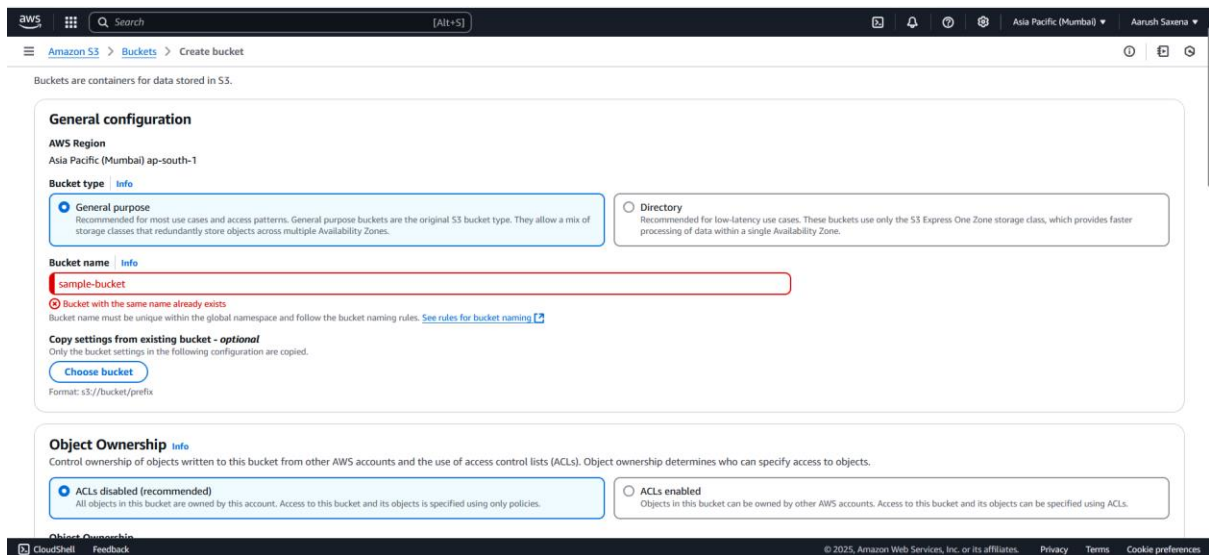 aws Search [Alt+S] Asia Pacific (Mumbai) Aarush Saxena
Amazon S3 > Buckets > Create bucket
Buckets are containers for data stored in S3.
General configuration
AWS Region
Asia Pacific (Mumbai) ap-south-1
Bucket type Info
General purpose
Recommended for most use cases and access patterns. General purpose buckets are the original S3 bucket type. They allow a mix of
storage classes that redundantly store objects across multiple Availability Zones.
Directory
Recommended for low-latency use cases. These buckets use only the S3 Express One Zone storage class, which provides faster
processing of data within a single Availability Zone.
Bucket name Info
sample-bucket
Bucket with the same name already exists
Bucket name must be unique within the global namespace and follow the bucket naming rules. See rules for bucket naming
Copy settings from existing bucket - optional
Only the bucket settings in the following configuration are copied.
Choose bucket
Format: s3://bucket/prefix
Object Ownership Info
Control ownership of objects written to this bucket from other AWS accounts and the use of access control lists (ACLs). Object ownership determines who can specify access to objects.
ACLs disabled (recommended)
All objects in this bucket are owned by this account. Access to this bucket and its objects is specified using only policies.
ACLs enabled
Objects in this bucket can be owned by other AWS accounts. Access to this bucket and its objects can be specified using ACLs.
Object Ownership
CloudShell Feedback © 2025, Amazon Web Services, Inc. or its affiliates. Privacy Terms Cookie preferences